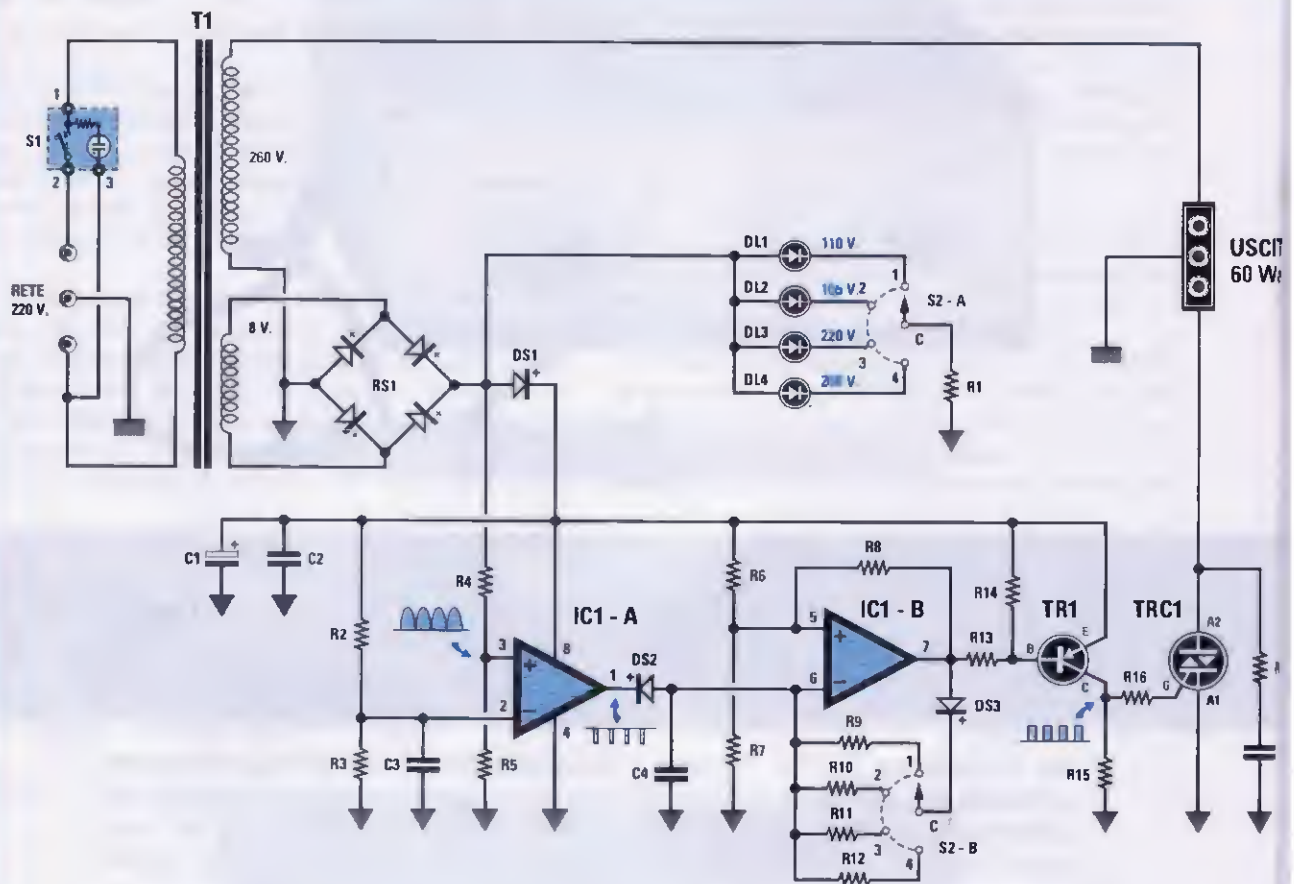 T1
1
S1
2
3
260 V.
RETE
220 V.
8 V.
RS1
DS1
DL1
110 V.
1
DL2
2
S2 - A
DL3
220 V.
C
3
DL4
4
R1
60
C1
C2
R2
R3
C3
R4
R5
IC1 - A
3
2
8
1
4
DS2
C4
R6
R7
R8
IC1 - B
5
6
7
R9
R10
R11
R12
1
2
3
4
C
S2 - B
DS3
R13
R14
TR1
B
E
C
R15
R16
TRC1
A2
G
A1